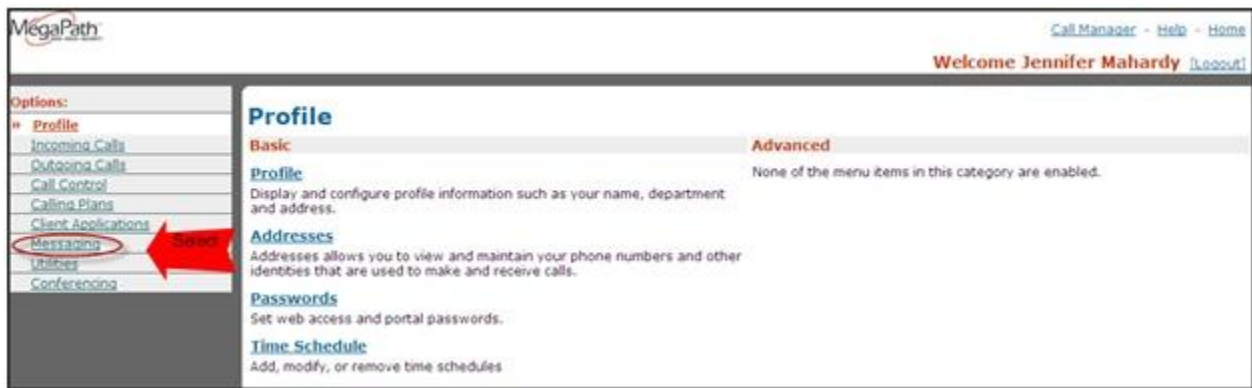 MegaPath
Call Manager - Help - Home
Welcome Jennifer Mahardy [Logout]
Options:
» Profile
Incoming Calls
Outgoing Calls
Call Control
Calling Plans
Client Applications
Messaging
Select
Utilities
Conferencing
Profile
Basic
Profile
Display and configure profile information such as your name, department
and address.
Addresses
Addresses allows you to view and maintain your phone numbers and other
identities that are used to make and receive calls.
Passwords
Set web access and portal passwords.
Time Schedule
Add, modify, or remove time schedules
Advanced
None of the menu items in this category are enabled.